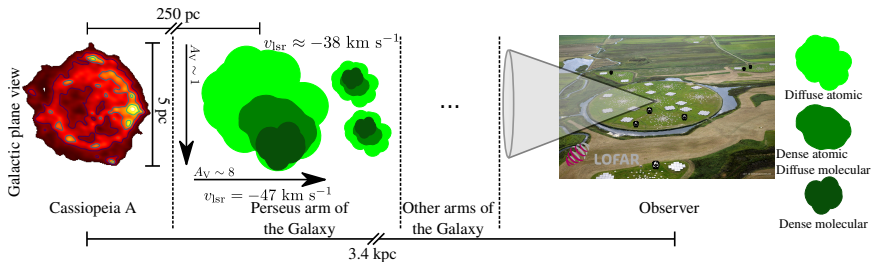 250 pc
Galactic plane view
5 pc
A_V ~ 1
v_lsr ≈ −38 km s⁻¹
A_V ~ 8
v_lsr = −47 km s⁻¹
...
LOFAR
Diffuse atomic
Dense atomic
Diffuse molecular
Dense molecular
Cassiopeia A
Perseus arm of
the Galaxy
Other arms of
the Galaxy
Observer
3.4 kpc